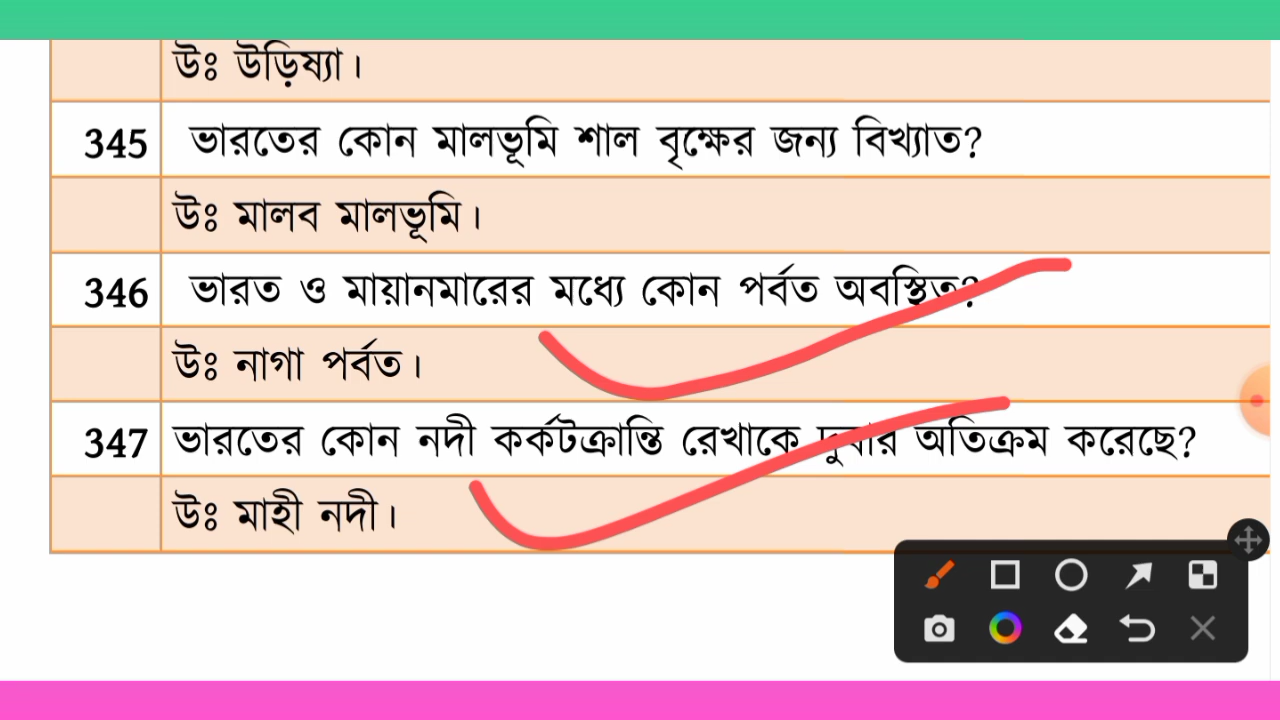 উঃ উড়িষ্যা।
345 ভারতের কোন মালভূমি শাল বৃক্ষের জন্য বিখ্যাত?
উঃ মালব মালভূমি।
346 ভারত ও মায়ানমারের মধ্যে কোন পর্বত অবস্থিত?
উঃ নাগা পর্বত।
347 ভারতের কোন নদী কর্কটক্রান্তি রেখাকে দুবার অতিক্রম করেছে?
উঃ মাহী নদী।